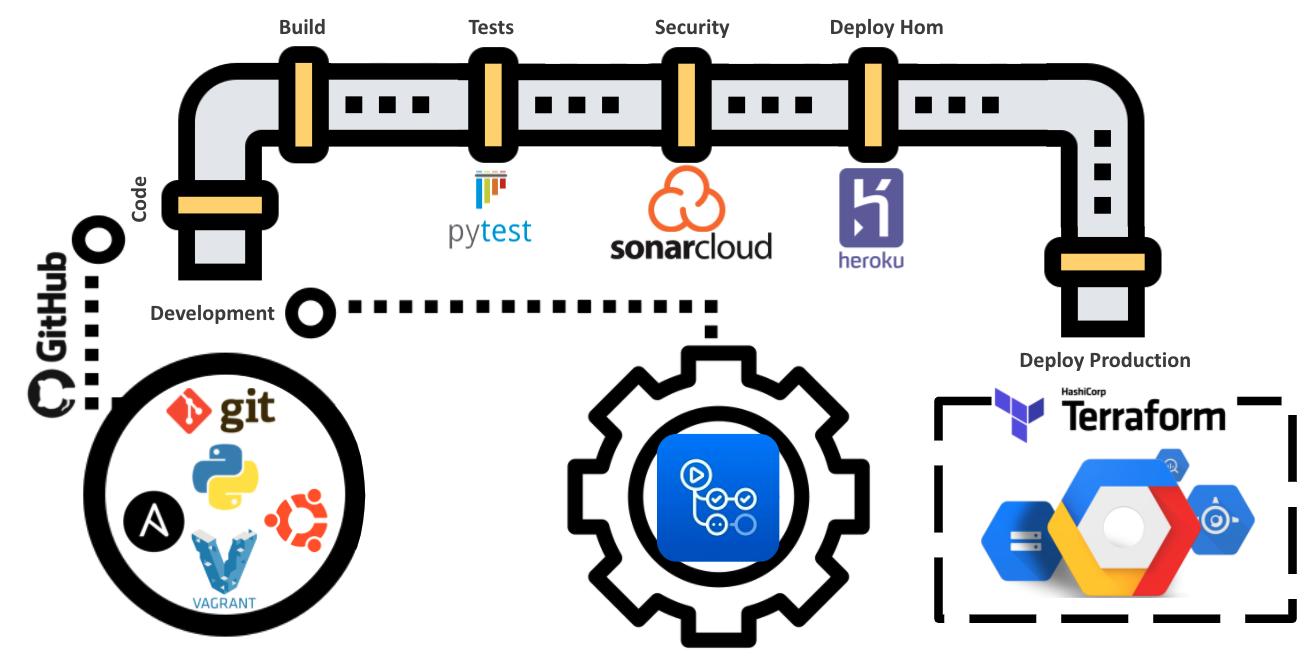 Build
Tests
Security
Deploy Hom
Code
pytest
sonarcloud
heroku
GitHub
Development
Deploy Production
git
HashiCorp
Terraform
VAGRANT